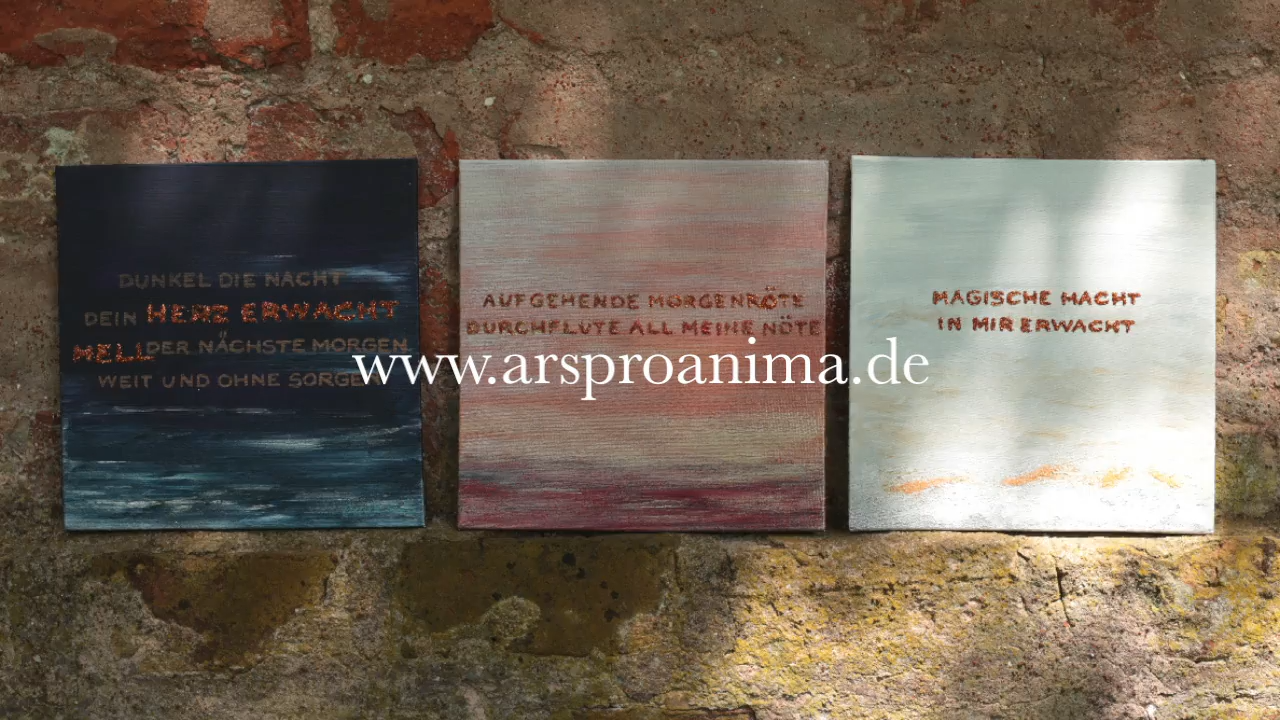 DUNKEL DIE NACHT
DEIN HERZ ERWACHT
HELL DER NÄCHSTE MORGEN
WEIT UND OHNE SORGEN
AUFGEHENDE MORGENRÖTE
DURCHFLUTE ALL MEINE NÖTE
MAGISCHE MACHT
IN MIR ERWACHT
www.arsproanima.de